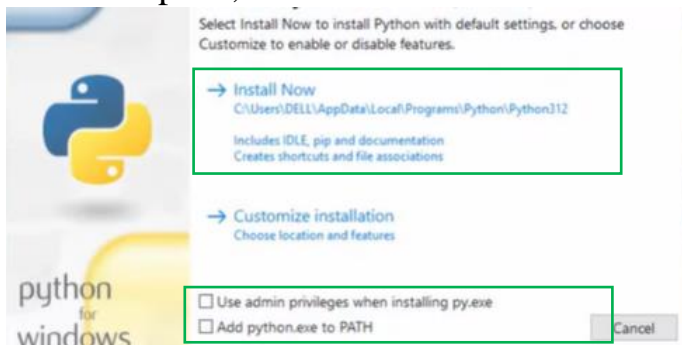 Select Install Now to install Python with default settings, or choose
Customize to enable or disable features.
Install Now
C:\Users\DELL\AppData\Local\Programs\Python\Python312
Includes IDLE, pip and documentation
Creates shortcuts and file associations
Customize installation
Choose location and features
python
for
windows
Use admin privileges when installing py.exe
Add python.exe to PATH
Cancel